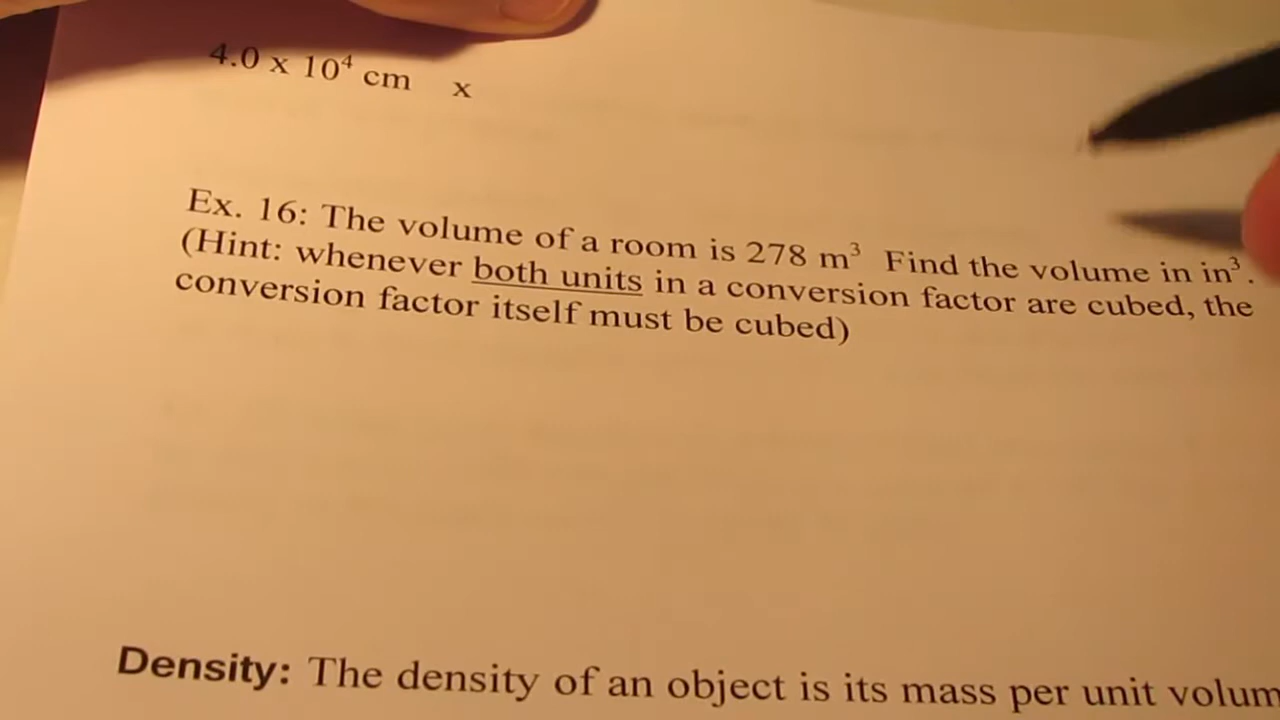 4.0 x 10⁴ cm x
Ex. 16: The volume of a room is 278 m³ Find the volume in in³.
(Hint: whenever both units in a conversion factor are cubed, the
conversion factor itself must be cubed)
Density: The density of an object is its mass per unit volum